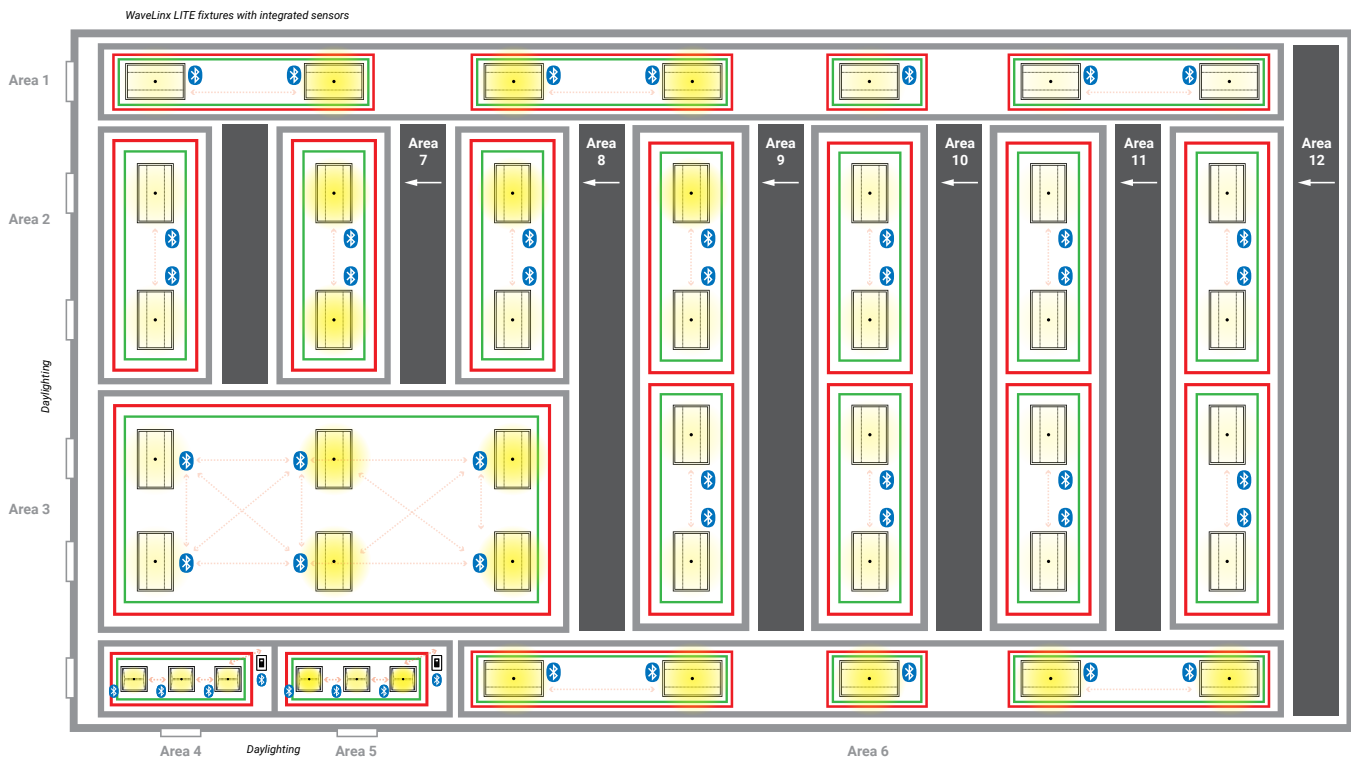 WaveLinx LITE fixtures with integrated sensors
Area 1
Area 2
Area
7
Area
8
Area
9
Area
10
Area
11
Area
12
Daylighting
Area 3
Area 4
Daylighting
Area 5
Area 6